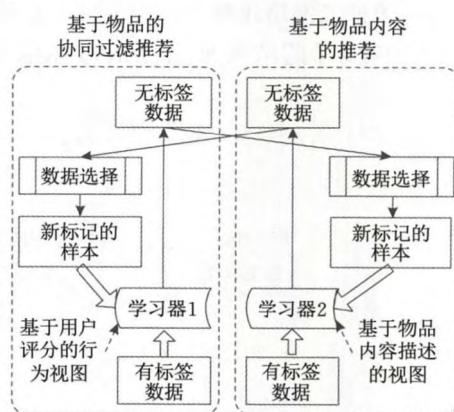 基于物品的
协同过滤推荐
基于物品内容
的推荐
无标签
数据
无标签
数据
数据选择
数据选择
新标记的
样本
新标记的
样本
学习器1
学习器2
基于用户
评分的行
为视图
基于物品
内容描述
的视图
有标签
数据
有标签
数据